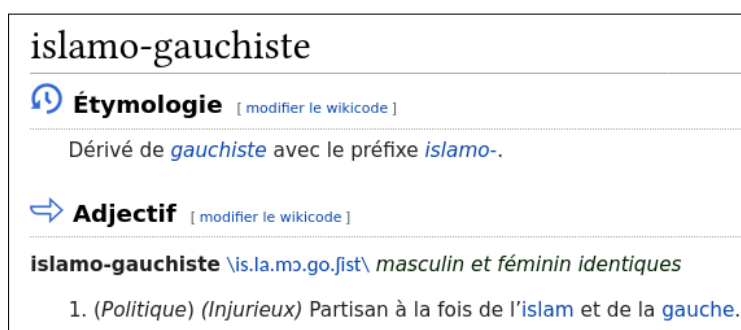 islamo-gauchiste
Étymologie [ modifier le wikicode ]
Dérivé de gauchiste avec le préfixe islamo-.
Adjectif [ modifier le wikicode ]
islamo-gauchiste \is.la.mɔ.go.ʃist\ masculin et féminin identiques
1. (Politique) (Injurieux) Partisan à la fois de l’islam et de la gauche.